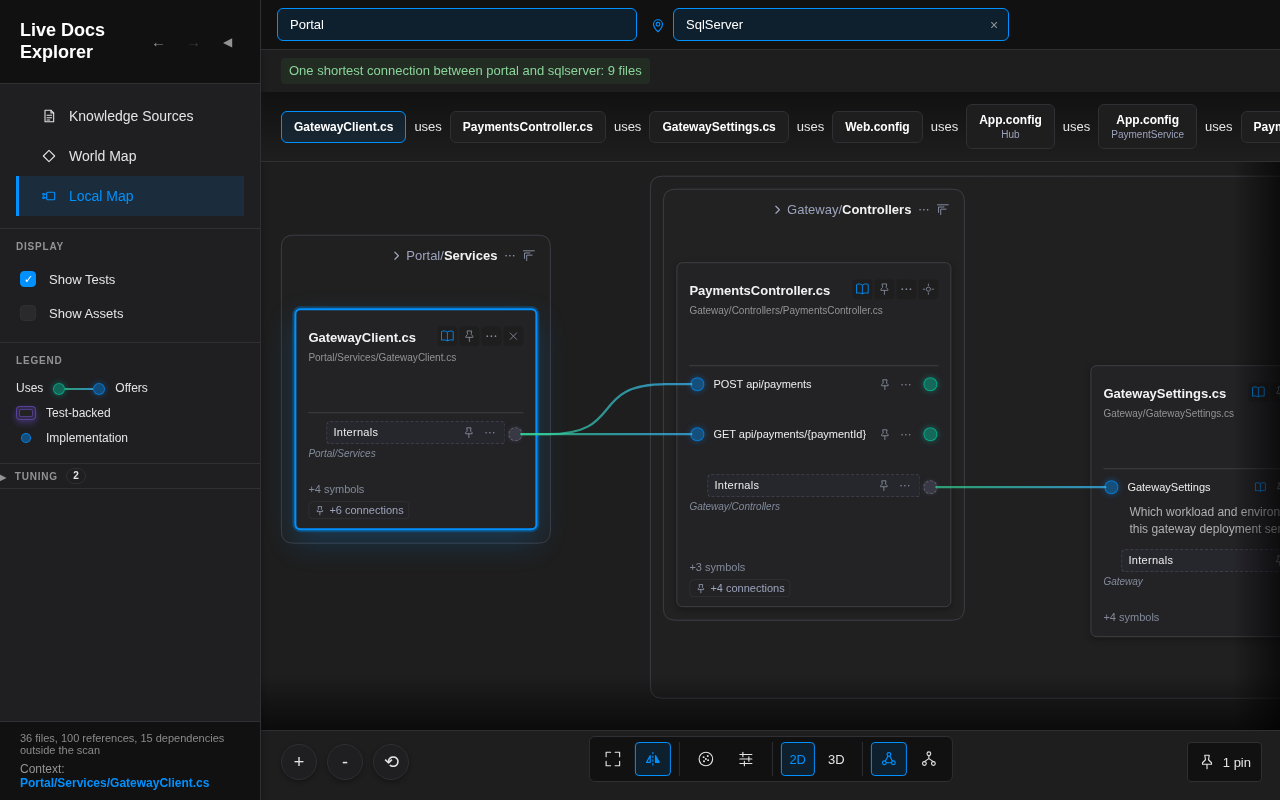 Live Docs
Explorer
← → ◀
Knowledge Sources
World Map
Local Map
DISPLAY
✓ Show Tests
Show Assets
LEGEND
Uses Offers
Test-backed
Implementation
▶ TUNING 2
36 files, 100 references, 15 dependencies
outside the scan
Context:
Portal/Services/GatewayClient.cs
Portal
SqlServer ×
One shortest connection between portal and sqlserver: 9 files
GatewayClient.cs uses PaymentsController.cs uses GatewaySettings.cs uses Web.config uses App.config uses App.config uses
Hub
PaymentService
Portal/Services ···
GatewayClient.cs ···
Portal/Services/GatewayClient.cs
Internals ···
Portal/Services
+4 symbols
+6 connections
Gateway/Controllers ···
PaymentsController.cs ···
Gateway/Controllers/PaymentsController.cs
POST api/payments ···
GET api/payments/{paymentId} ···
Internals ···
Gateway/Controllers
+3 symbols
+4 connections
GatewaySettings.cs
Gateway/GatewaySettings.cs
GatewaySettings
Which workload and environ
this gateway deployment ser
Internals
Gateway
+4 symbols
+ - ⟲
2D 3D
1 pin